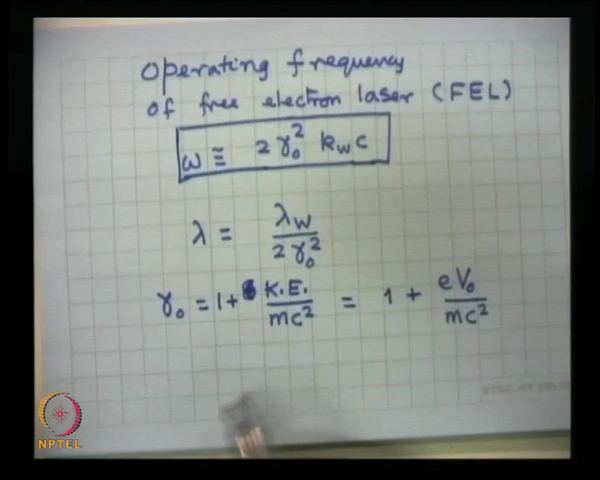 Operating frequency
of free electron laser (FEL)
ω ≅ 2 γ₀² k_w c
λ = λ_w / 2 γ₀²
γ₀ = 1 + K.E. / mc² = 1 + eV₀ / mc²
NPTEL